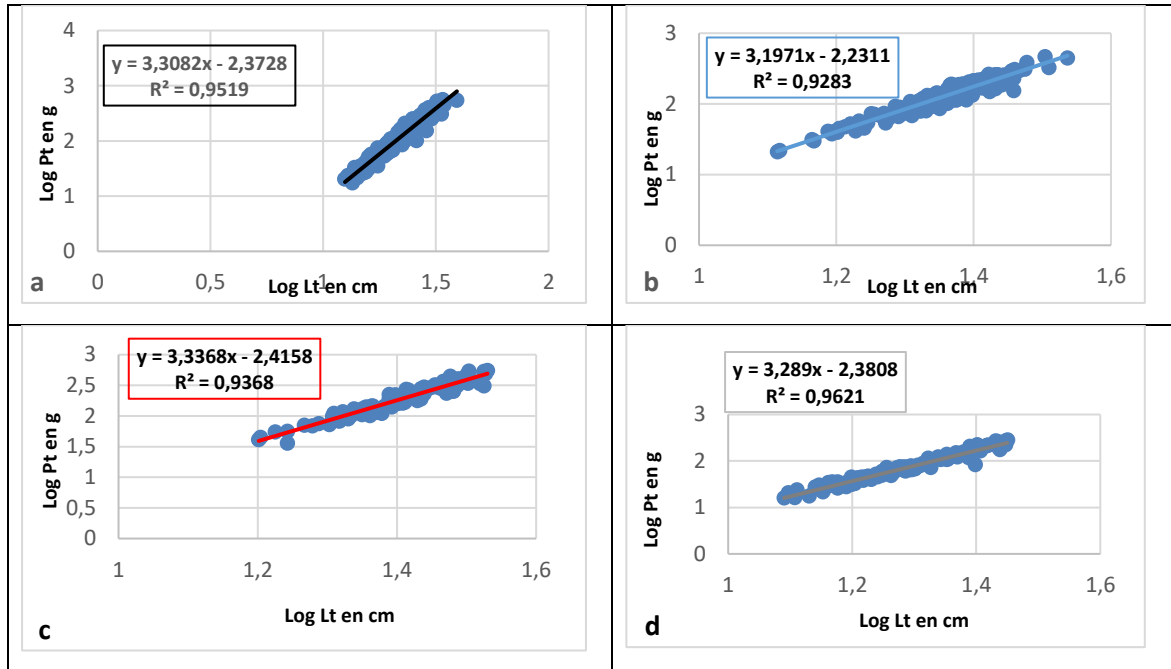 4
3
2
1
0
0
0,5
1
1,5
2
Log Pt en g
Log Lt en cm
y = 3,3082x - 2,3728
R² = 0,9519
a
3
2
1
0
1
1,2
1,4
1,6
Log Pt en g
Log Lt en cm
y = 3,1971x - 2,2311
R² = 0,9283
b
3
2,5
2
1,5
1
0,5
0
1
1,2
1,4
1,6
Log Pt en g
Log Lt en cm
y = 3,3368x - 2,4158
R² = 0,9368
c
3
2
1
0
1
1,2
1,4
1,6
Log Pt en g
Log Lt en cm
y = 3,289x - 2,3808
R² = 0,9621
d